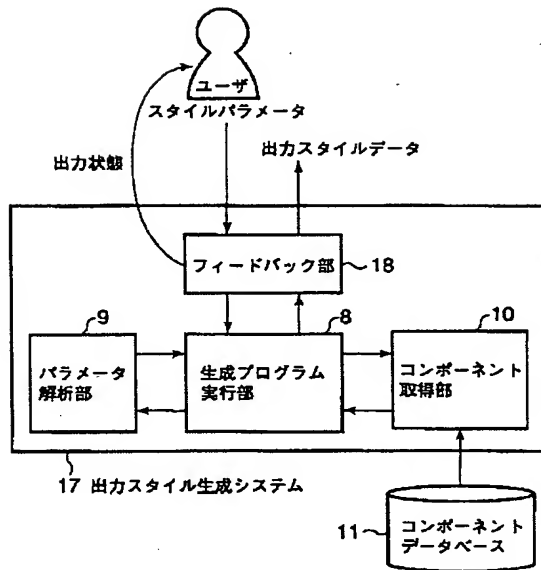 ユーザ
スタイルパラメータ
出力スタイルデータ
出力状態
フィードバック部
18
9
8
10
パラメータ
解析部
生成プログラム
実行部
コンポーネント
取得部
17 出力スタイル生成システム
11
コンポーネント
データベース